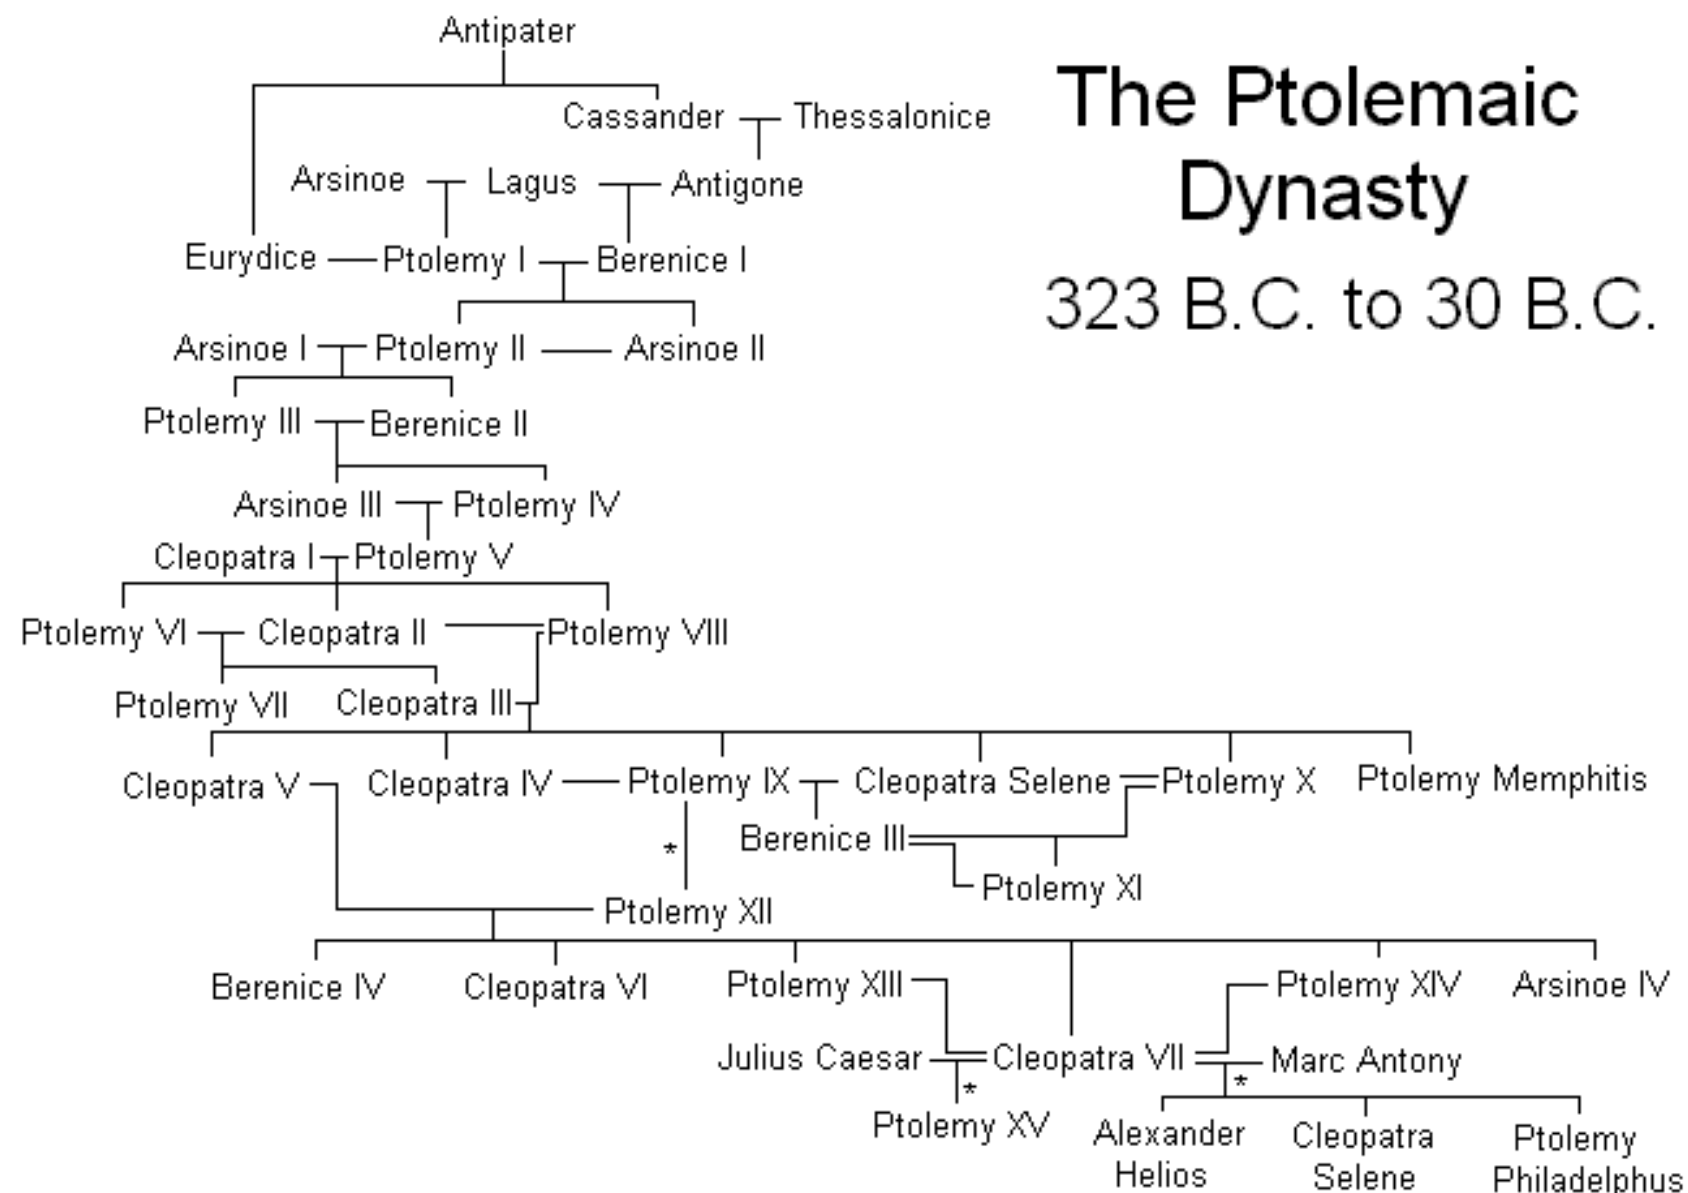 Antipater
The Ptolemaic
Dynasty
323 B.C. to 30 B.C.
Cassander Thessalonice
Arsinoe Lagus Antigone
Eurydice Ptolemy I Berenice I
Arsinoe I Ptolemy II Arsinoe II
Ptolemy III Berenice II
Arsinoe III Ptolemy IV
Cleopatra I Ptolemy V
Ptolemy VI Cleopatra II Ptolemy VIII
Ptolemy VII Cleopatra III
Cleopatra V Cleopatra IV Ptolemy IX Cleopatra Selene Ptolemy X Ptolemy Memphitis
Berenice III
*
Ptolemy XI
Ptolemy XII
Berenice IV Cleopatra VI Ptolemy XIII Ptolemy XIV Arsinoe IV
Julius Caesar Cleopatra VII Marc Antony
* *
Ptolemy XV
Alexander Cleopatra Ptolemy
Helios Selene Philadelphus